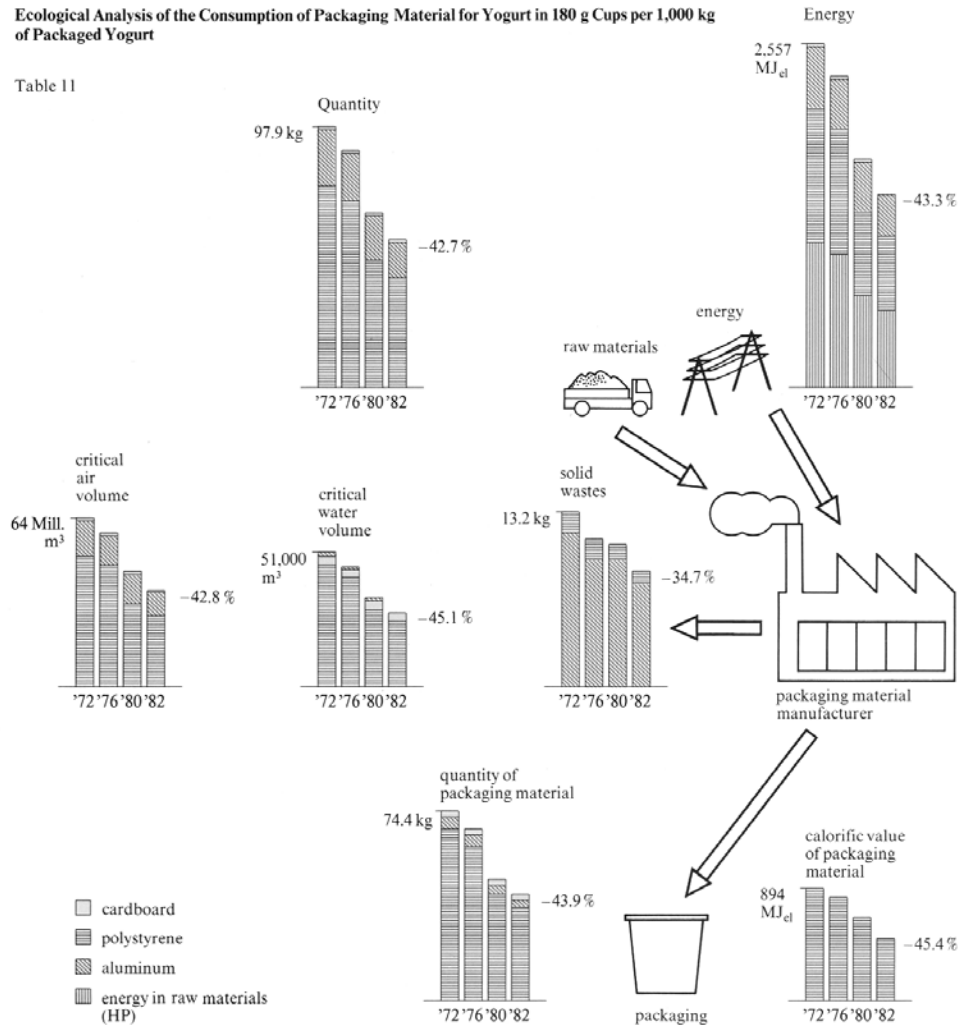 Ecological Analysis of the Consumption of Packaging Material for Yogurt in 180 g Cups per 1,000 kg
of Packaged Yogurt
Table 11
Energy
2,557
MJel
-43.3 %
'72 '76 '80 '82
Quantity
97.9 kg
-42.7 %
'72 '76 '80 '82
energy
raw materials
critical
air
volume
64 Mill.
m³
-42.8 %
'72 '76 '80 '82
critical
water
volume
51,000
m³
-45.1 %
'72 '76 '80 '82
solid
wastes
13.2 kg
-34.7 %
'72 '76 '80 '82
packaging material
manufacturer
quantity of
packaging material
74.4 kg
-43.9 %
'72 '76 '80 '82
calorific value
of packaging
material
894
MJel
-45.4 %
'72 '76 '80 '82
packaging
cardboard
polystyrene
aluminum
energy in raw materials
(HP)